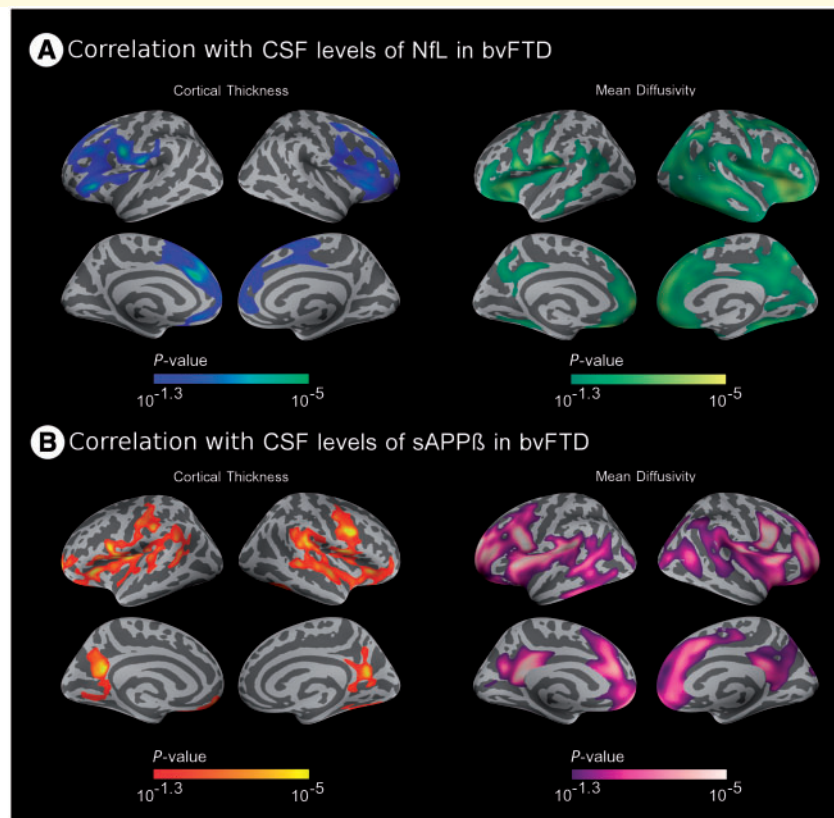 A Correlation with CSF levels of NfL in bvFTD
Cortical Thickness Mean Diffusivity
P-value P-value
10^-1.3 10^-5 10^-1.3 10^-5
B Correlation with CSF levels of sAPPß in bvFTD
Cortical Thickness Mean Diffusivity
P-value P-value
10^-1.3 10^-5 10^-1.3 10^-5